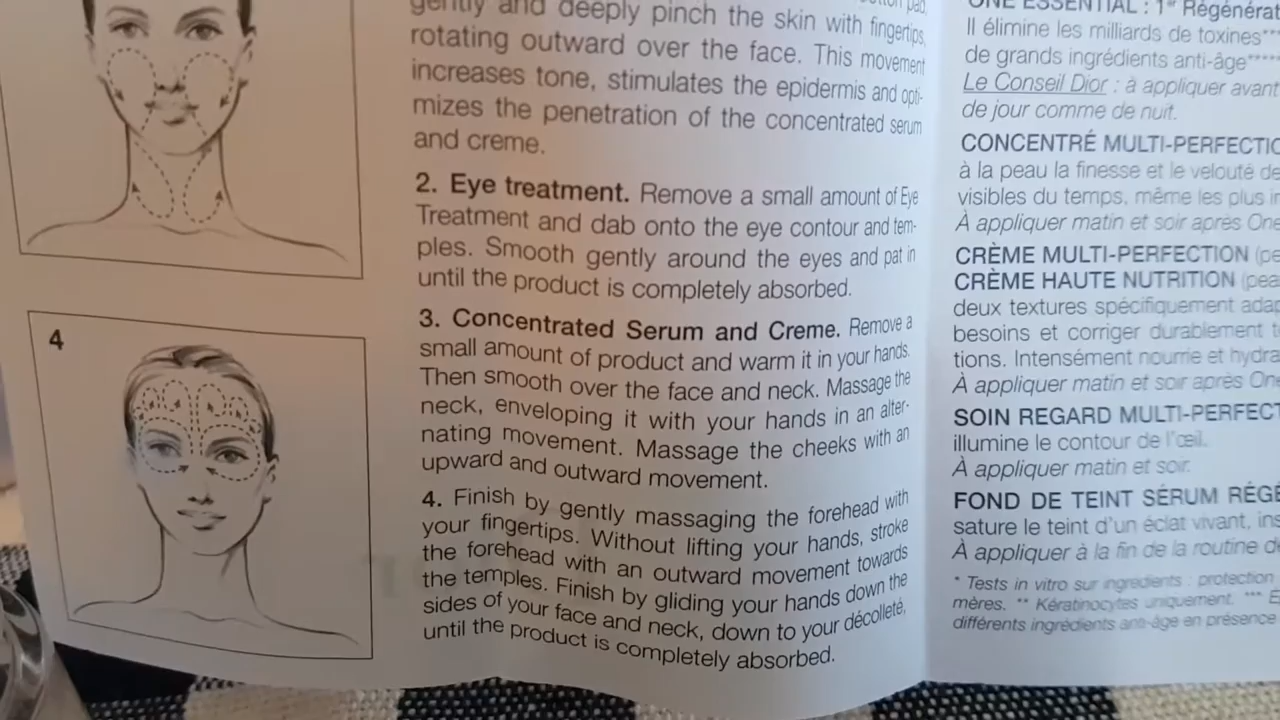 4
gently and deeply pinch the skin with fingertips,
rotating outward over the face. This movement
increases tone, stimulates the epidermis and opti-
mizes the penetration of the concentrated serum
and creme.
2. Eye treatment. Remove a small amount of Eye
Treatment and dab onto the eye contour and tem-
ples. Smooth gently around the eyes and pat in
until the product is completely absorbed.
3. Concentrated Serum and Creme. Remove a
small amount of product and warm it in your hands.
Then smooth over the face and neck. Massage the
neck, enveloping it with your hands in an alter-
nating movement. Massage the cheeks with an
upward and outward movement.
4. Finish by gently massaging the forehead with
your fingertips. Without lifting your hands, stroke
the forehead with an outward movement towards
the temples. Finish by gliding your hands down the
sides of your face and neck, down to your décolleté,
until the product is completely absorbed.
ONE ESSENTIAL : 1er Régénérat
Il élimine les milliards de toxines***
de grands ingrédients anti-âge*****
Le Conseil Dior : à appliquer avant
de jour comme de nuit.
CONCENTRÉ MULTI-PERFECTIO
à la peau la finesse et le velouté de
visibles du temps, même les plus in
À appliquer matin et soir après One
CRÈME MULTI-PERFECTION (pe
CRÈME HAUTE NUTRITION (pea
deux textures spécifiquement adap
besoins et corriger durablement t
tions. Intensément nourrie et hydra
À appliquer matin et soir après One
SOIN REGARD MULTI-PERFECT
illumine le contour de l'œil.
À appliquer matin et soir.
FOND DE TEINT SÉRUM RÉGÉ
sature le teint d'un éclat vivant, ins
À appliquer à la fin de la routine de
* Tests in vitro sur ingrédients : protection
mères. ** Kératinocytes uniquement. ***
différents ingrédients anti-âge en présence